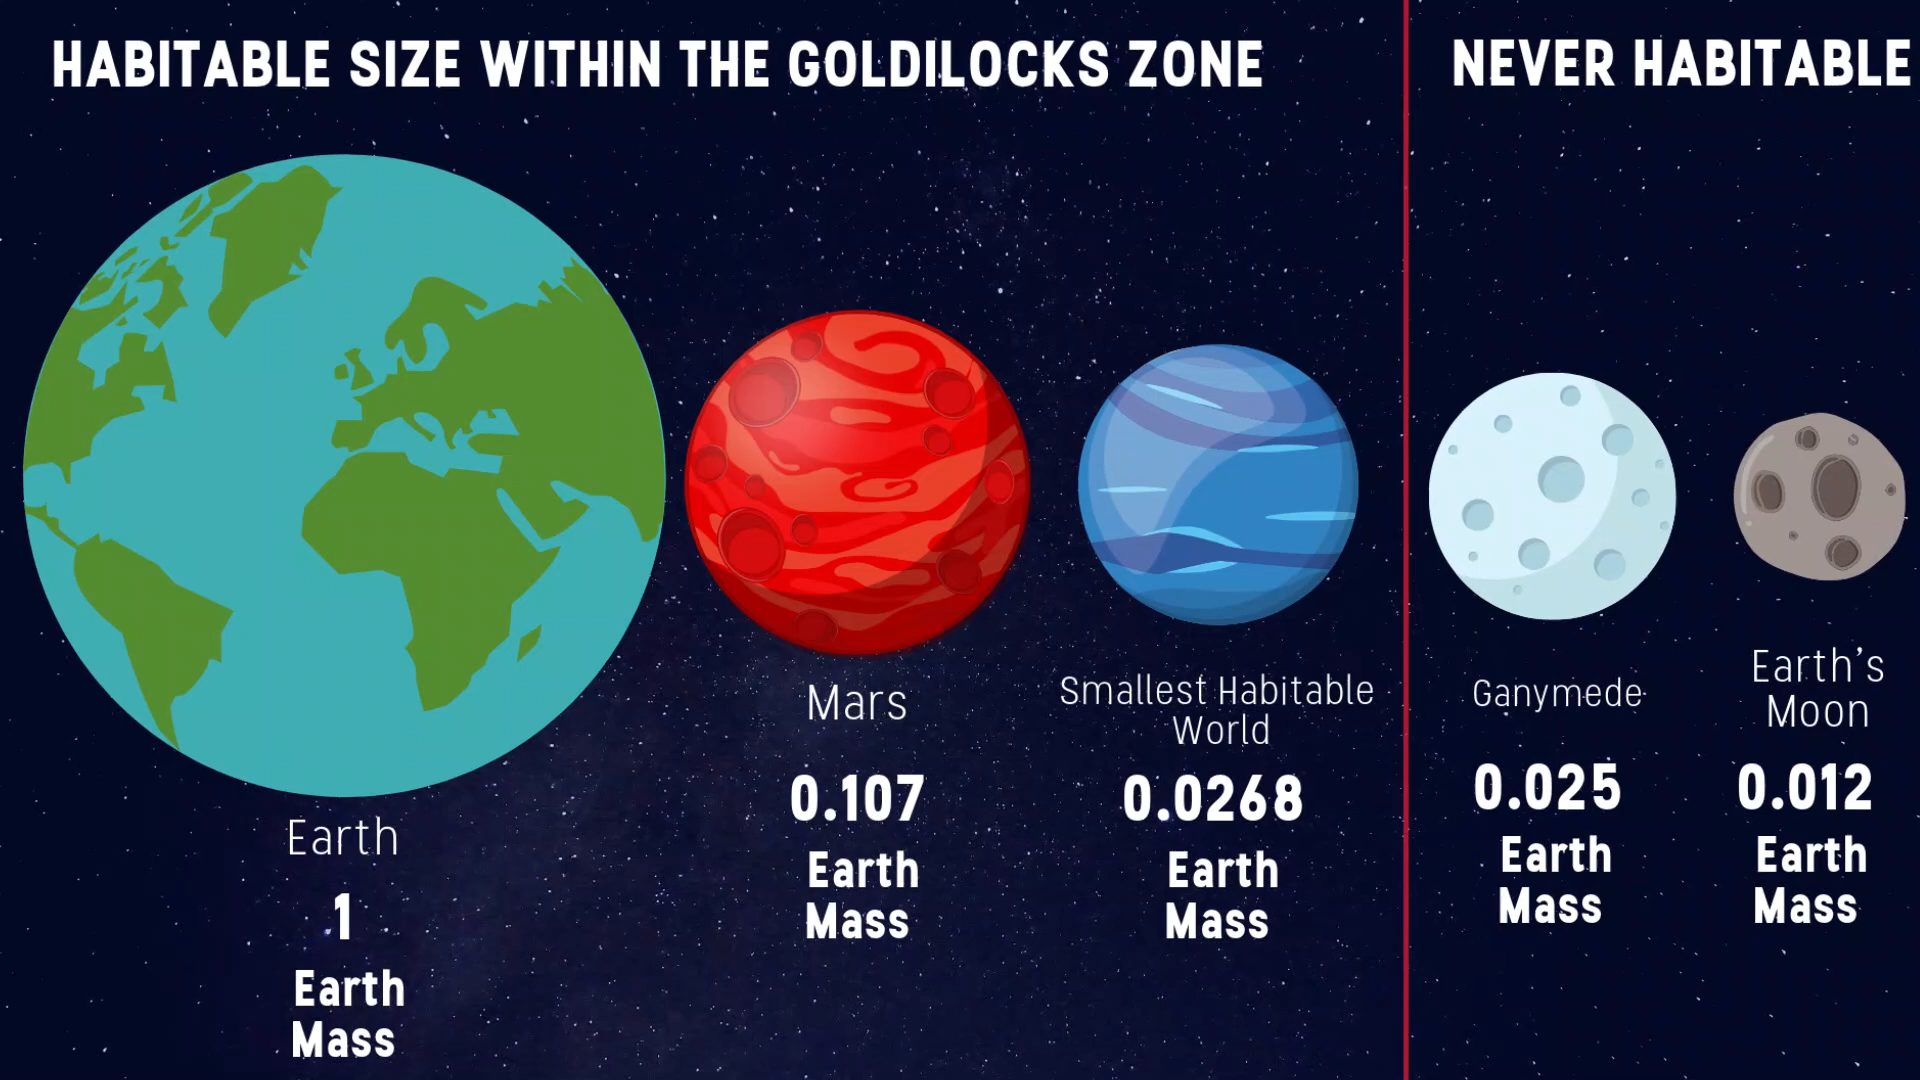 HABITABLE SIZE WITHIN THE GOLDILOCKS ZONE
NEVER HABITABLE
Earth
1
Earth
Mass
Mars
0.107
Earth
Mass
Smallest Habitable
World
0.0268
Earth
Mass
Ganymede
0.025
Earth
Mass
Earth's
Moon
0.012
Earth
Mass